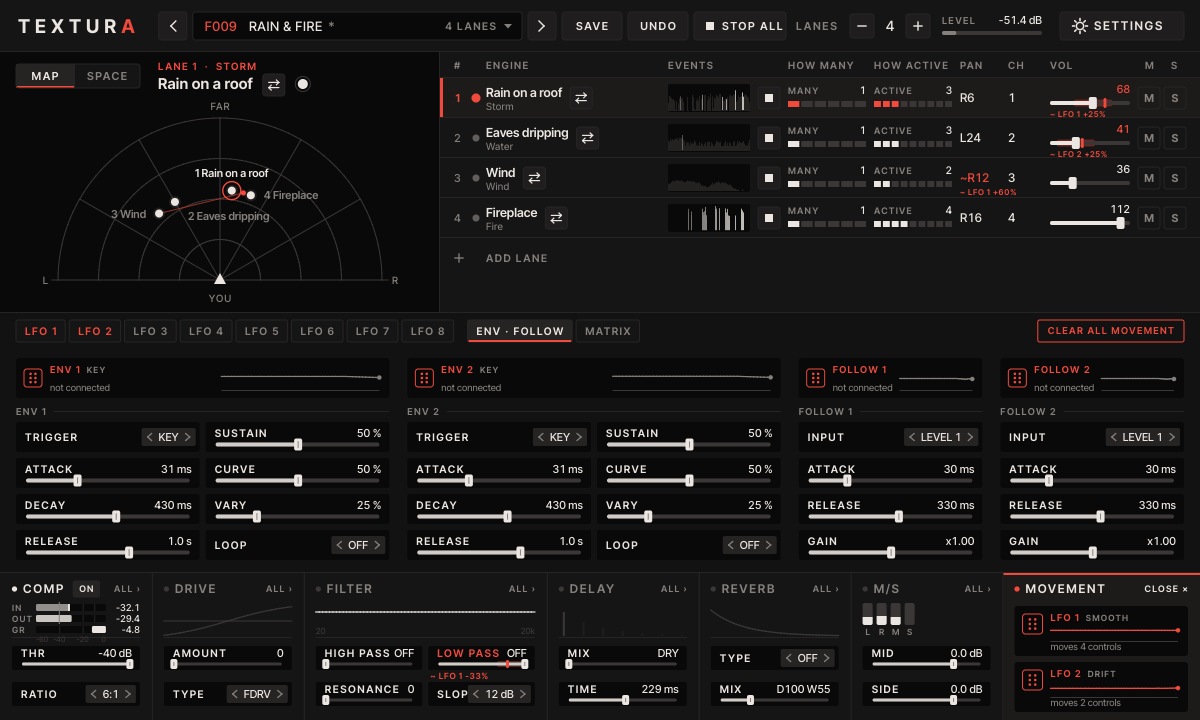 TEXTURA
F009 RAIN & FIRE * 4 LANES
SAVE
UNDO
STOP ALL
LANES
4
LEVEL -51.4 dB
SETTINGS
MAP
SPACE
LANE 1 · STORM
Rain on a roof
FAR
1 Rain on a roof
4 Fireplace
3 Wind
2 Eaves dripping
L
R
YOU
# ENGINE EVENTS HOW MANY HOW ACTIVE PAN CH VOL M S
1 Rain on a roof MANY 1 ACTIVE 3 R6 1 68 M S
Storm
~ LFO 1 +25%
2 Eaves dripping MANY 1 ACTIVE 3 L24 2 41 M S
Water
~ LFO 2 +25%
3 Wind MANY 1 ACTIVE 2 ~R12 3 36 M S
Wind
~ LFO 1 +60%
4 Fireplace MANY 1 ACTIVE 4 R16 4 112 M S
Fire
+ ADD LANE
LFO 1 LFO 2 LFO 3 LFO 4 LFO 5 LFO 6 LFO 7 LFO 8 ENV · FOLLOW MATRIX
CLEAR ALL MOVEMENT
ENV 1 KEY
not connected
ENV 2 KEY
not connected
FOLLOW 1
not connected
FOLLOW 2
not connected
ENV 1
TRIGGER < KEY >
SUSTAIN 50 %
ATTACK 31 ms
CURVE 50 %
DECAY 430 ms
VARY 25 %
RELEASE 1.0 s
LOOP < OFF >
ENV 2
TRIGGER < KEY >
SUSTAIN 50 %
ATTACK 31 ms
CURVE 50 %
DECAY 430 ms
VARY 25 %
RELEASE 1.0 s
LOOP < OFF >
FOLLOW 1
INPUT < LEVEL 1 >
ATTACK 30 ms
RELEASE 330 ms
GAIN x1.00
FOLLOW 2
INPUT < LEVEL 1 >
ATTACK 30 ms
RELEASE 330 ms
GAIN x1.00
COMP ON ALL ›
IN -32.1
OUT -29.4
GR -4.8
-60 -40 -20 0
THR -40 dB
RATIO < 6:1 >
DRIVE ALL ›
AMOUNT 0
TYPE < FDRV >
FILTER ALL ›
20 20k
HIGH PASS OFF
LOW PASS OFF
~ LFO 1 -33%
RESONANCE 0
SLOP < 12 dB >
DELAY ALL ›
MIX DRY
TIME 229 ms
REVERB ALL ›
TYPE < OFF >
MIX D100 W55
M/S ALL ›
L R M S
MID 0.0 dB
SIDE 0.0 dB
MOVEMENT CLOSE ×
LFO 1 SMOOTH
moves 4 controls
LFO 2 DRIFT
moves 2 controls